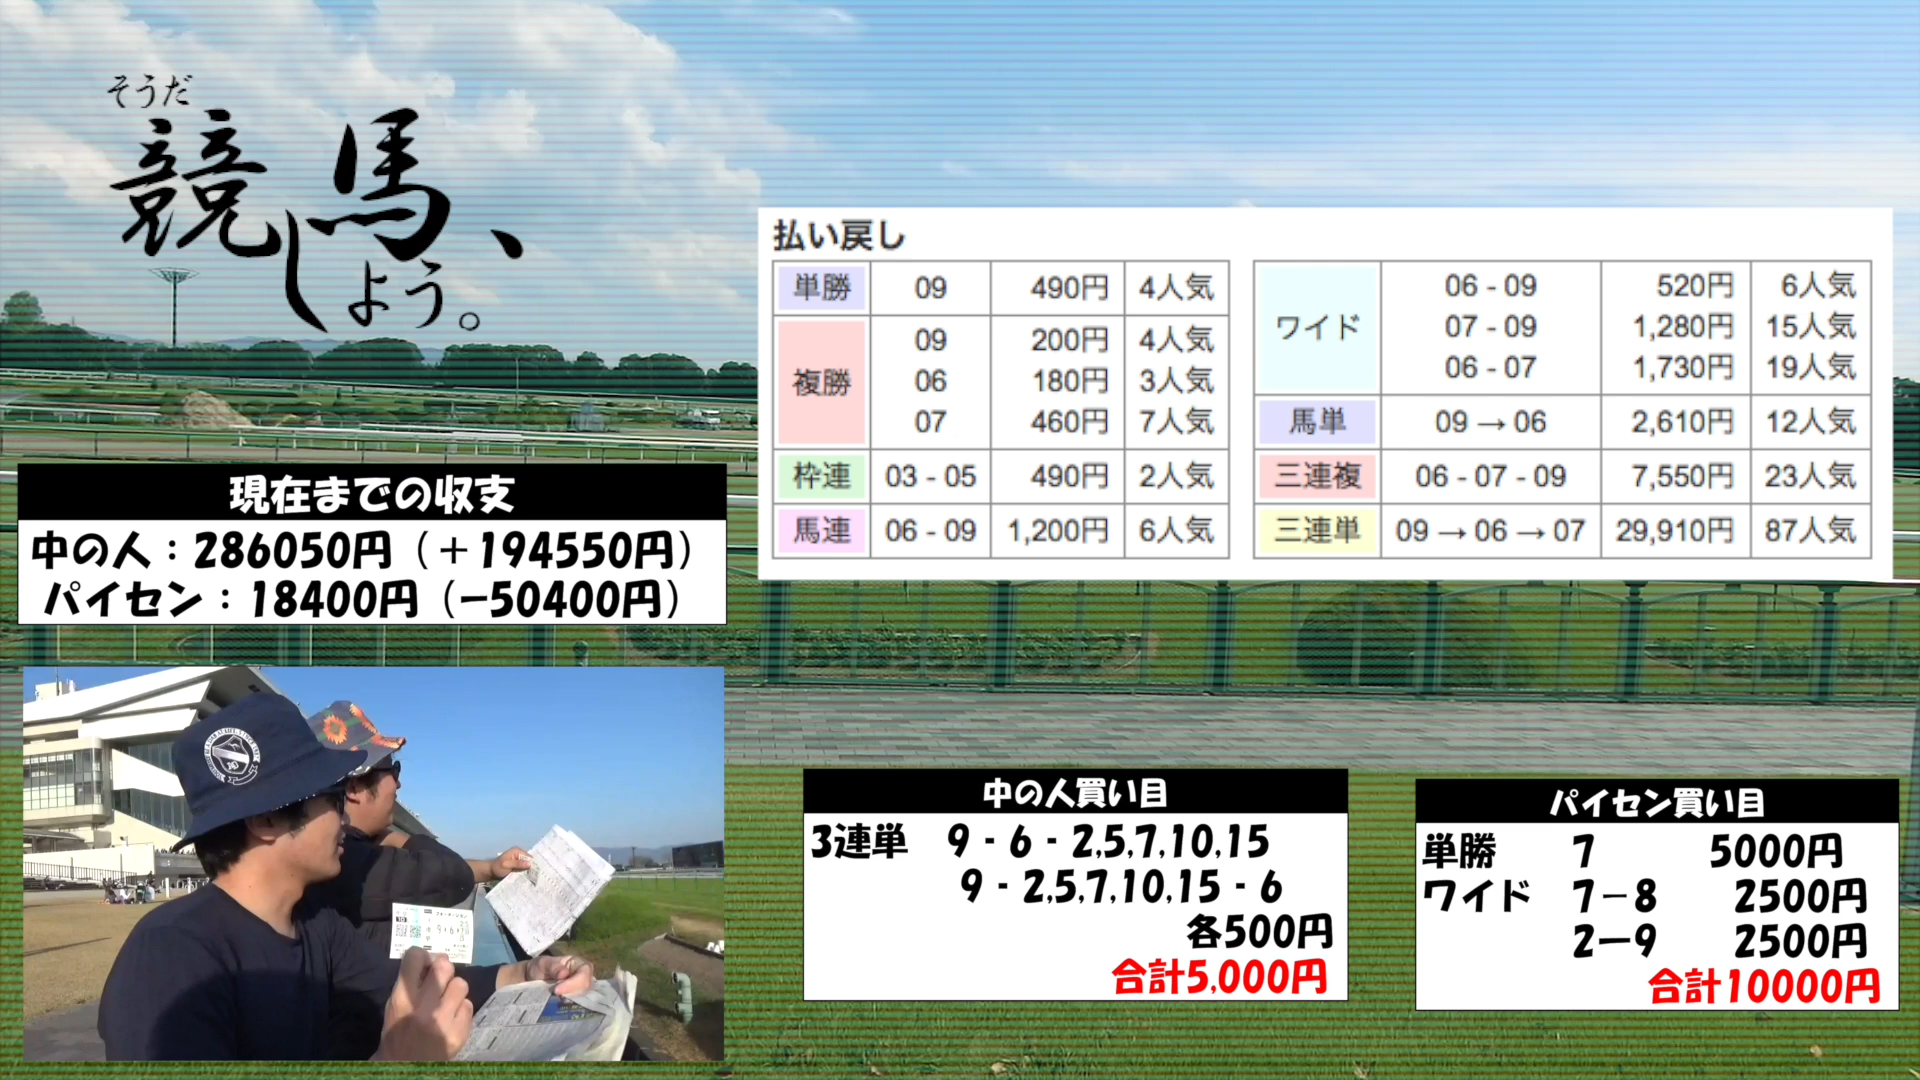 そうだ
競馬、
しよう。
払い戻し
単勝 09 490円 4人気
複勝 09 200円 4人気
06 180円 3人気
07 460円 7人気
枠連 03 - 05 490円 2人気
馬連 06 - 09 1,200円 6人気
ワイド 06 - 09 520円 6人気
07 - 09 1,280円 15人気
06 - 07 1,730円 19人気
馬単 09 → 06 2,610円 12人気
三連複 06 - 07 - 09 7,550円 23人気
三連単 09 → 06 → 07 29,910円 87人気
現在までの収支
中の人：286050円（＋194550円）
パイセン：18400円（−50400円）
中の人買い目
3連単 9 - 6 - 2,5,7,10,15
9 - 2,5,7,10,15 - 6
各500円
合計5,000円
パイセン買い目
単勝 7 5000円
ワイド 7−8 2500円
2−9 2500円
合計10000円